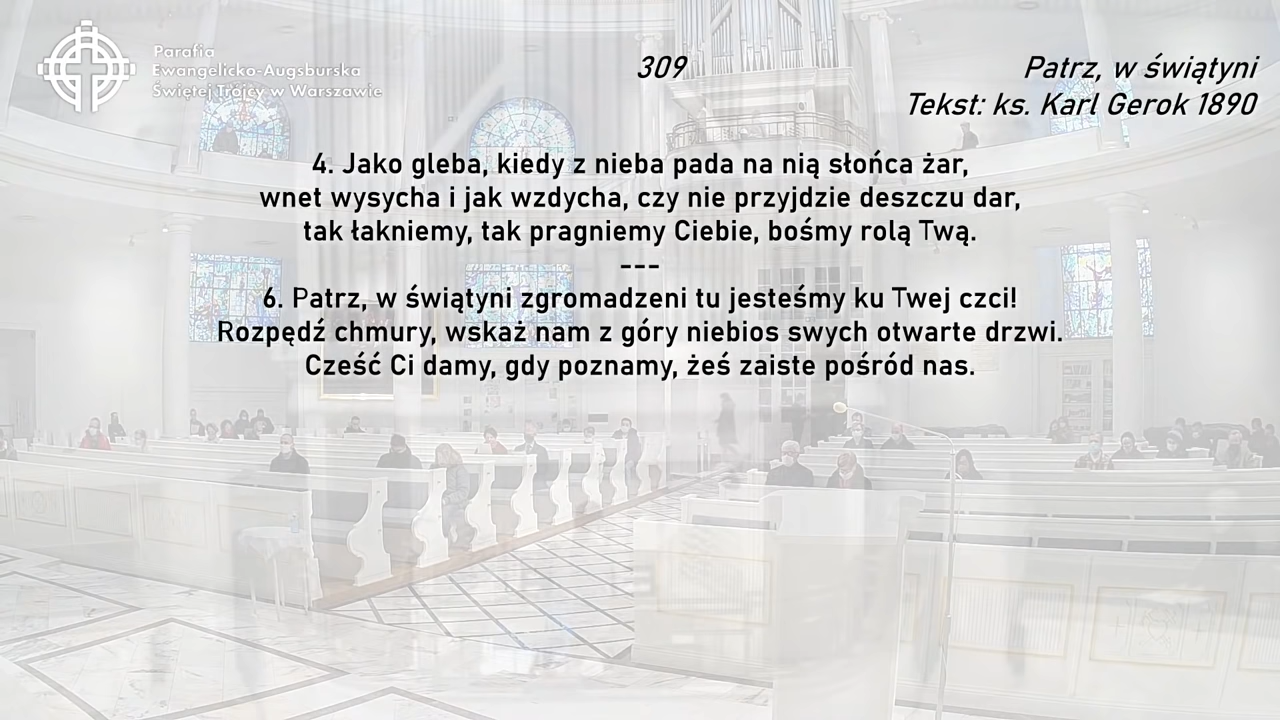 Parafia
Ewangelicko-Augsburska
Świętej Trójcy w Warszawie
309
Patrz, w świątyni
Tekst: ks. Karl Gerok 1890
4. Jako gleba, kiedy z nieba pada na nią słońca żar,
wnet wysycha i jak wzdycha, czy nie przyjdzie deszczu dar,
tak łakniemy, tak pragniemy Ciebie, bośmy rolą Twą.
---
6. Patrz, w świątyni zgromadzeni tu jesteśmy ku Twej czci!
Rozpędź chmury, wskaż nam z góry niebios swych otwarte drzwi.
Cześć Ci damy, gdy poznamy, żeś zaiste pośród nas.